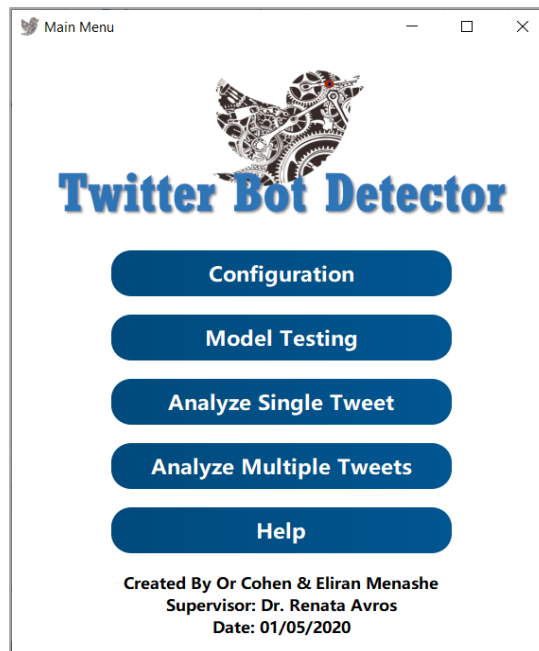 Main Menu
Twitter Bot Detector
Configuration
Model Testing
Analyze Single Tweet
Analyze Multiple Tweets
Help
Created By Or Cohen & Eliran Menashe
Supervisor: Dr. Renata Avros
Date: 01/05/2020